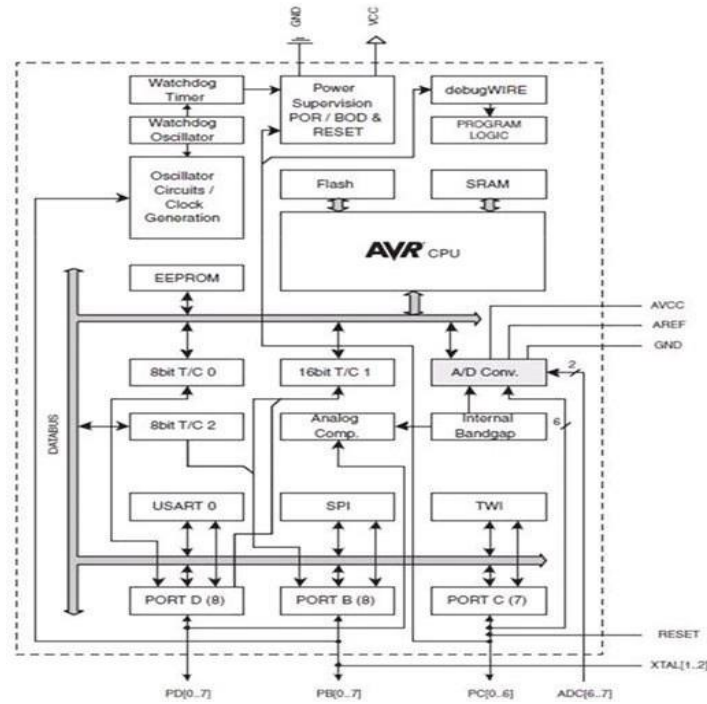 GND
VCC
Watchdog
Timer
Watchdog
Oscillator
Oscillator
Circuits /
Clock
Generation
Power
Supervision
POR / BOD &
RESET
debugWIRE
PROGRAM
LOGIC
Flash
SRAM
AVR CPU
EEPROM
AVCC
AREF
GND
8bit T/C 0
16bit T/C 1
A/D Conv.
2
8bit T/C 2
Analog
Comp.
Internal
Bandgap
6
DATABUS
USART 0
SPI
TWI
PORT D (8)
PORT B (8)
PORT C (7)
RESET
XTAL[1..2]
PD[0..7]
PB[0..7]
PC[0..6]
ADC[6..7]